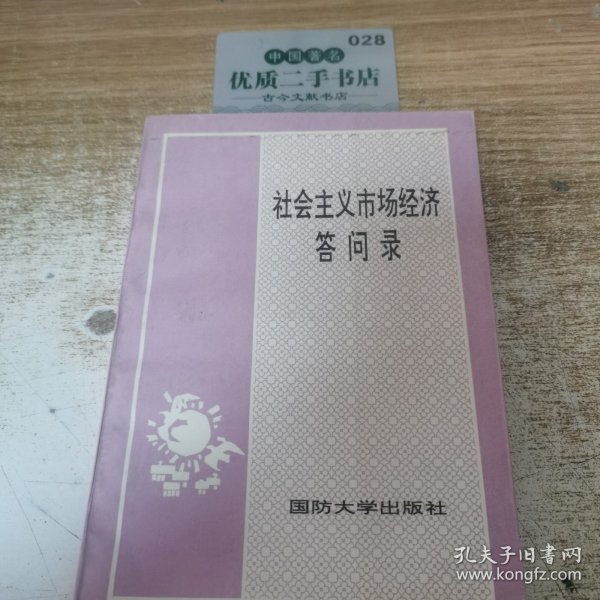 028
中国著名
优质二手书店
古今文献书店
社会主义市场经济
答问录
国防大学出版社
孔夫子旧书网
www.kongfz.com